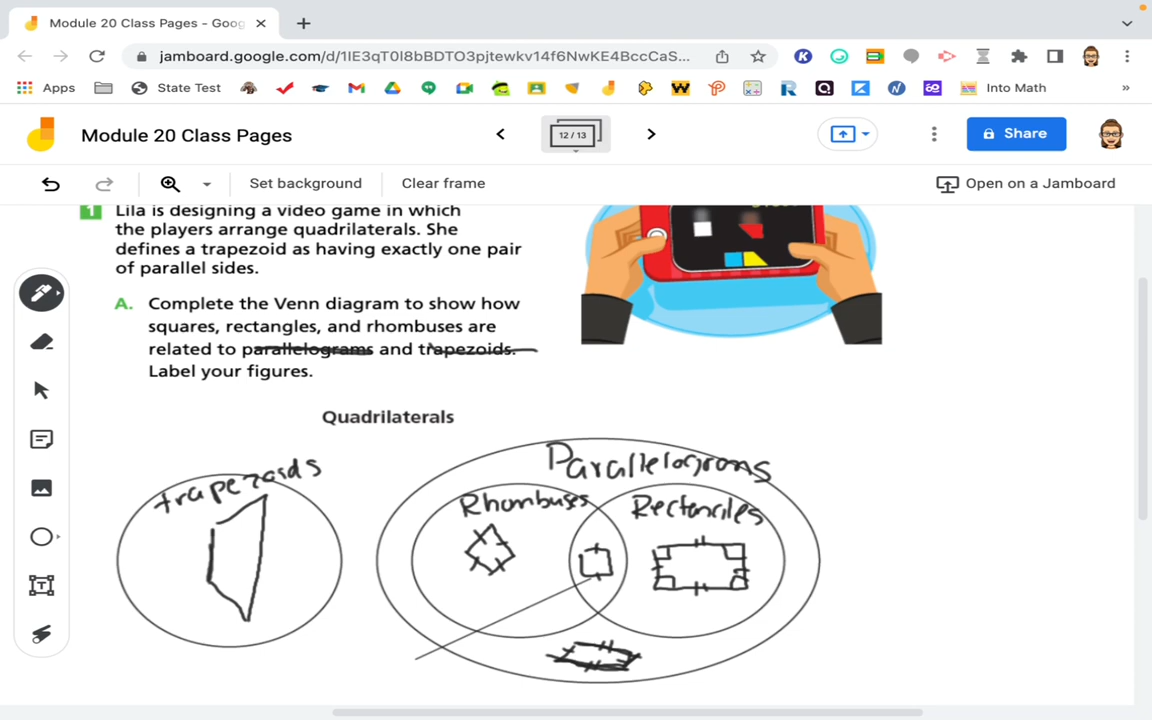 Module 20 Class Pages - Goog
jamboard.google.com/d/1IE3qT0I8bBDTO3pjtewkv14f6NwKE4BccCaS...
Apps
State Test
Into Math
»
Module 20 Class Pages
12 / 13
Share
Set background
Clear frame
Open on a Jamboard
1 Lila is designing a video game in which
the players arrange quadrilaterals. She
defines a trapezoid as having exactly one pair
of parallel sides.
A. Complete the Venn diagram to show how
squares, rectangles, and rhombuses are
related to parallelograms and trapezoids.
Label your figures.
Quadrilaterals
trapezoids
Parallelograms
Rhombuses
Rectangles